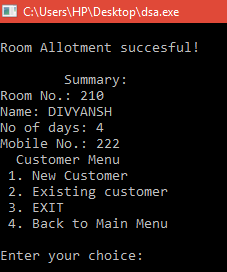 C:\Users\HP\Desktop\dsa.exe
Room Allotment succesful!
Summary:
Room No.: 210
Name: DIVYANSH
No of days: 4
Mobile No.: 222
Customer Menu
1. New Customer
2. Existing customer
3. EXIT
4. Back to Main Menu
Enter your choice: